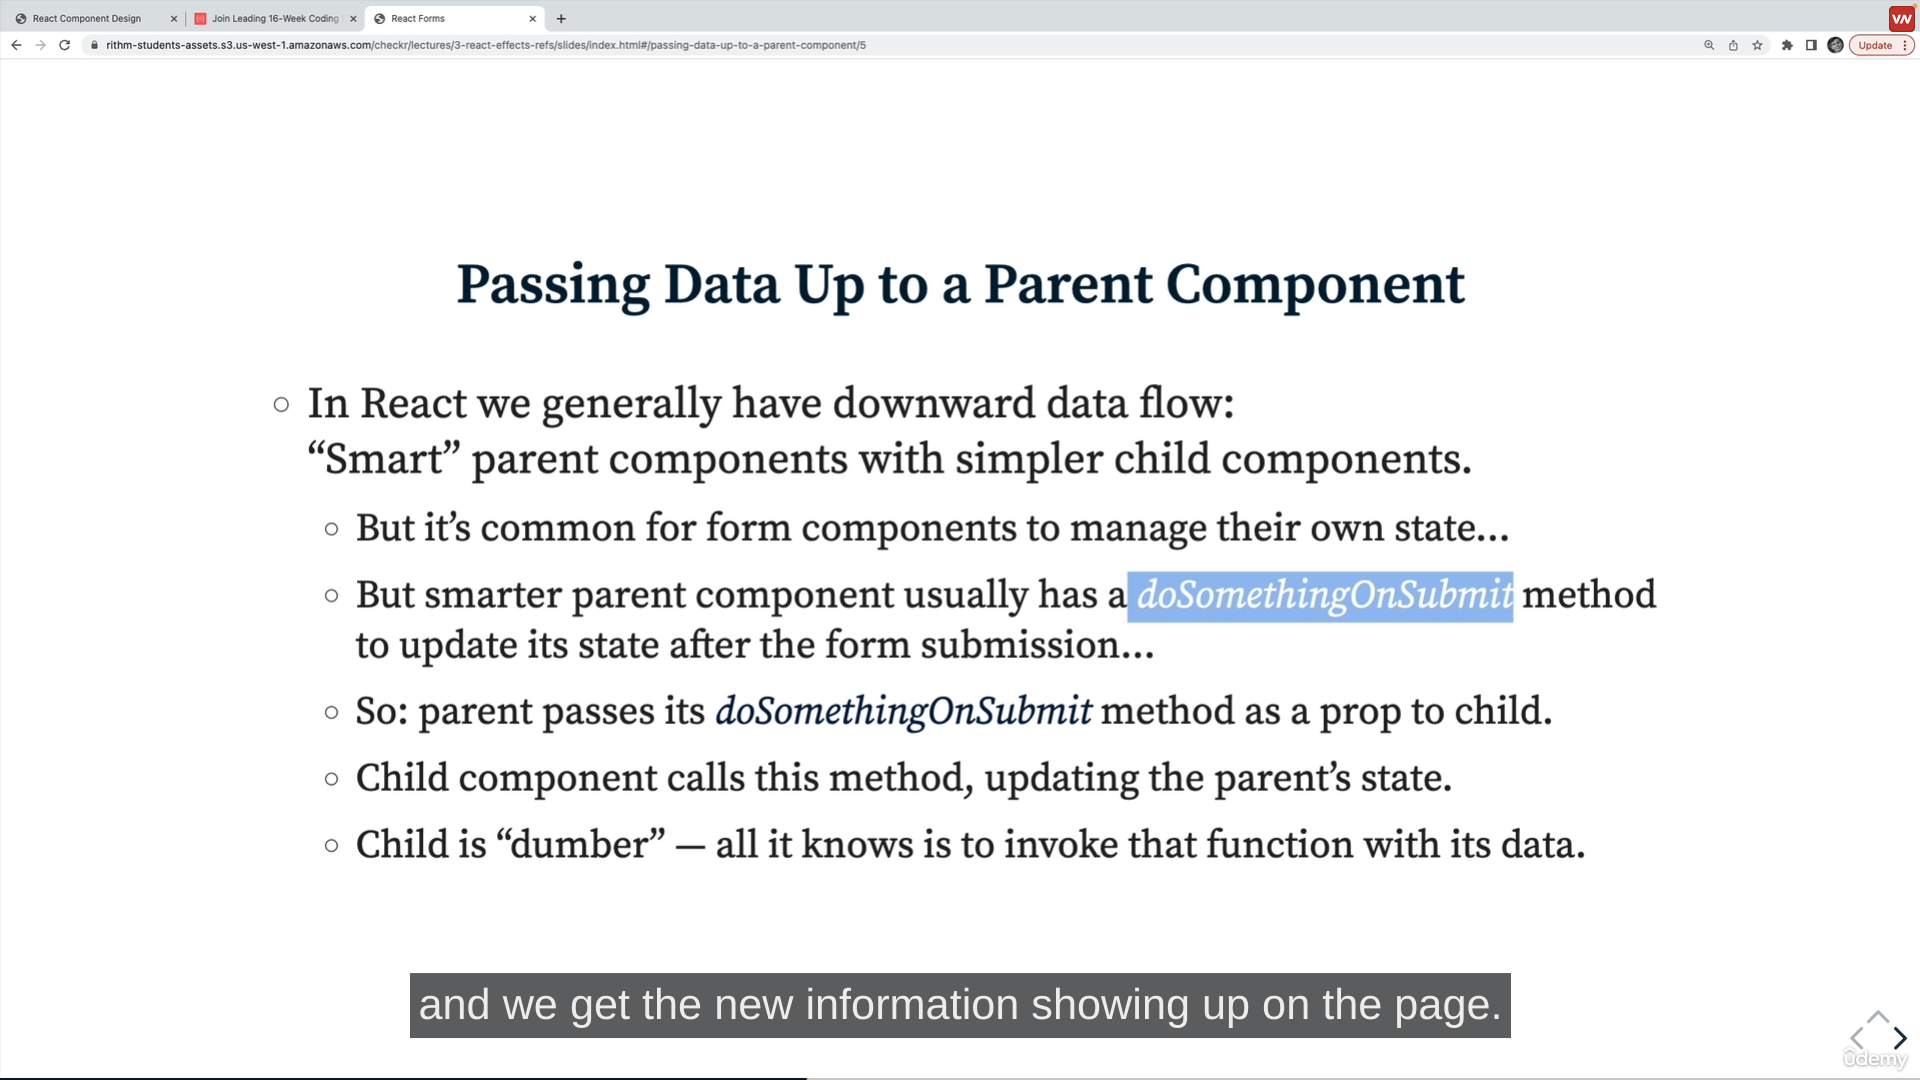 React Component Design
Join Leading 16-Week Coding
React Forms
VW
rithm-students-assets.s3.us-west-1.amazonaws.com/checkr/lectures/3-react-effects-refs/slides/index.html#/passing-data-up-to-a-parent-component/5
Update
Passing Data Up to a Parent Component
In React we generally have downward data flow:
“Smart” parent components with simpler child components.
But it’s common for form components to manage their own state…
But smarter parent component usually has a doSomethingOnSubmit method
to update its state after the form submission…
So: parent passes its doSomethingOnSubmit method as a prop to child.
Child component calls this method, updating the parent’s state.
Child is “dumber” — all it knows is to invoke that function with its data.
and we get the new information showing up on the page.
ûdemy